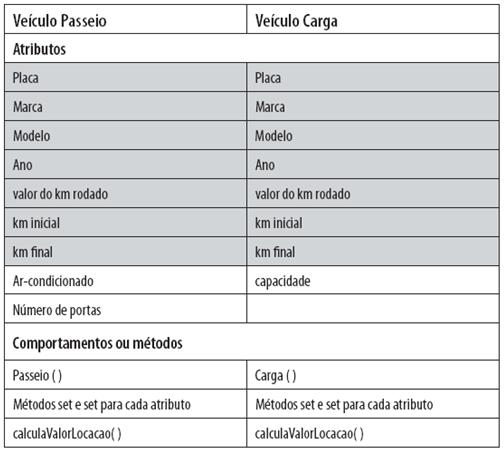 Veículo Passeio Veículo Carga
Atributos
Placa Placa
Marca Marca
Modelo Modelo
Ano Ano
valor do km rodado valor do km rodado
km inicial km inicial
km final km final
Ar-condicionado capacidade
Número de portas
Comportamentos ou métodos
Passeio ( ) Carga ( )
Métodos set e set para cada atributo Métodos set e set para cada atributo
calculaValorLocacao( ) calculaValorLocacao( )